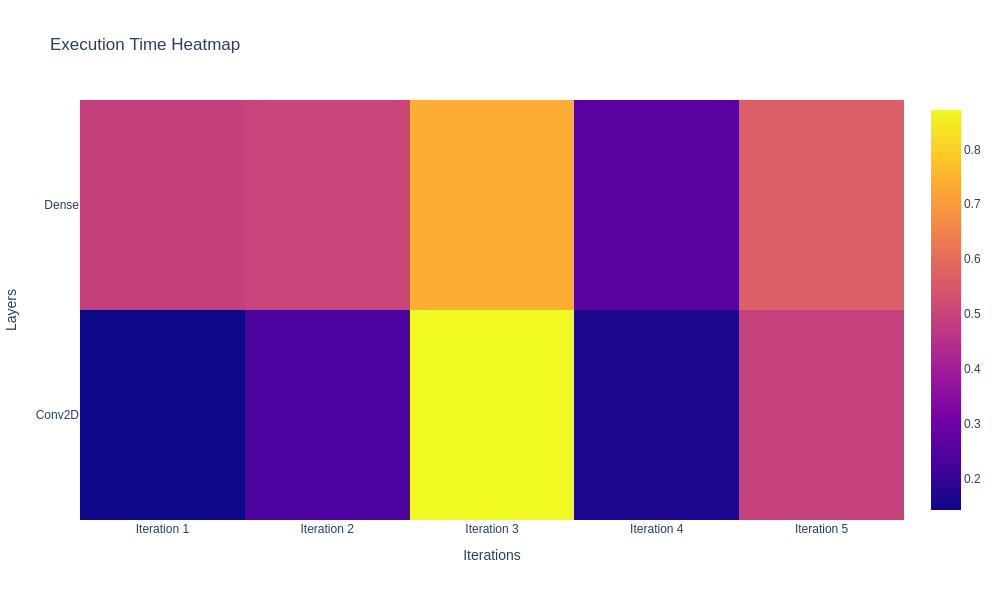 Execution Time Heatmap
Layers
Dense
Conv2D
Iteration 1
Iteration 2
Iteration 3
Iteration 4
Iteration 5
Iterations
0.8
0.7
0.6
0.5
0.4
0.3
0.2